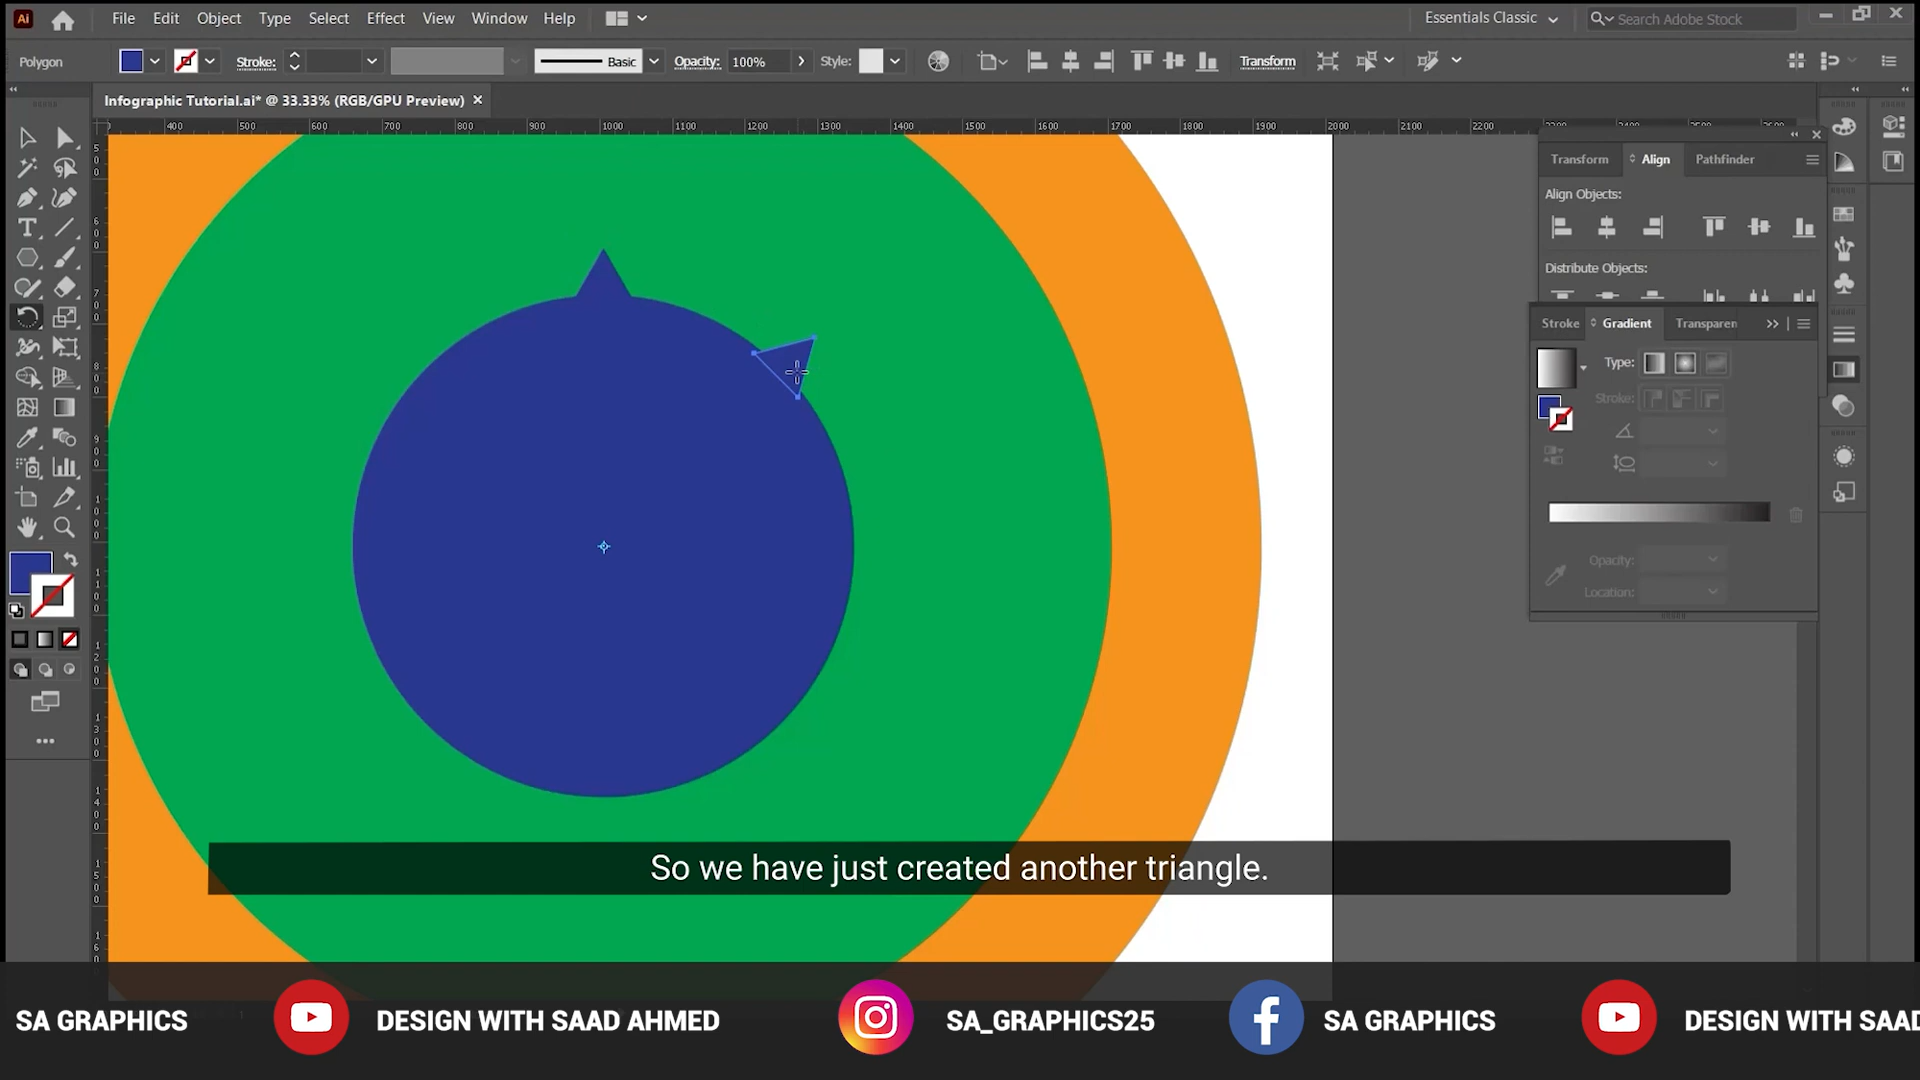 Ai File Edit Object Type Select Effect View Window Help Essentials Classic Search Adobe Stock
Polygon Stroke: Basic Opacity: 100% Style: Transform
Infographic Tutorial.ai* @ 33.33% (RGB/GPU Preview)
400 500 600 700 800 900 1000 1100 1200 1300 1400 1500 1600 1700 1800 1900 2000 2100 2200
Transform Align Pathfinder
Align Objects:
Distribute Objects:
Stroke Gradient Transparen
Type:
Stroke:
Opacity:
Location:
So we have just created another triangle.
SA GRAPHICS DESIGN WITH SAAD AHMED SA_GRAPHICS25 SA GRAPHICS DESIGN WITH SAAD